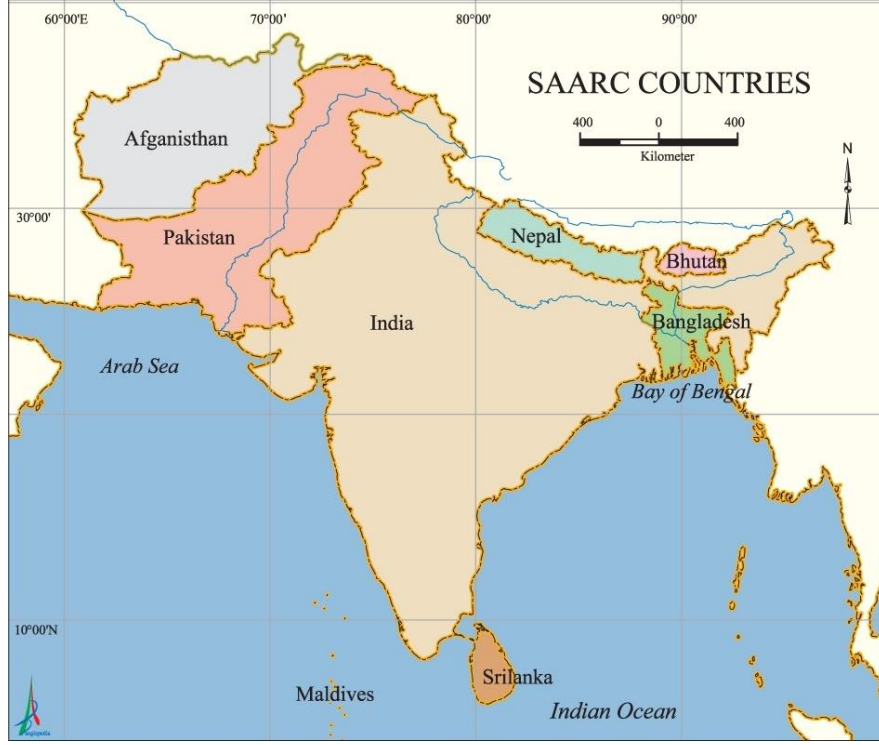 60°00'E
70°00'
80°00'
90°00'
SAARC COUNTRIES
400 0 400
Kilometer
N
Afganisthan
30°00'
Pakistan
Nepal
Bhutan
India
Bangladesh
Arab Sea
Bay of Bengal
10°00'N
Srilanka
Maldives
Indian Ocean